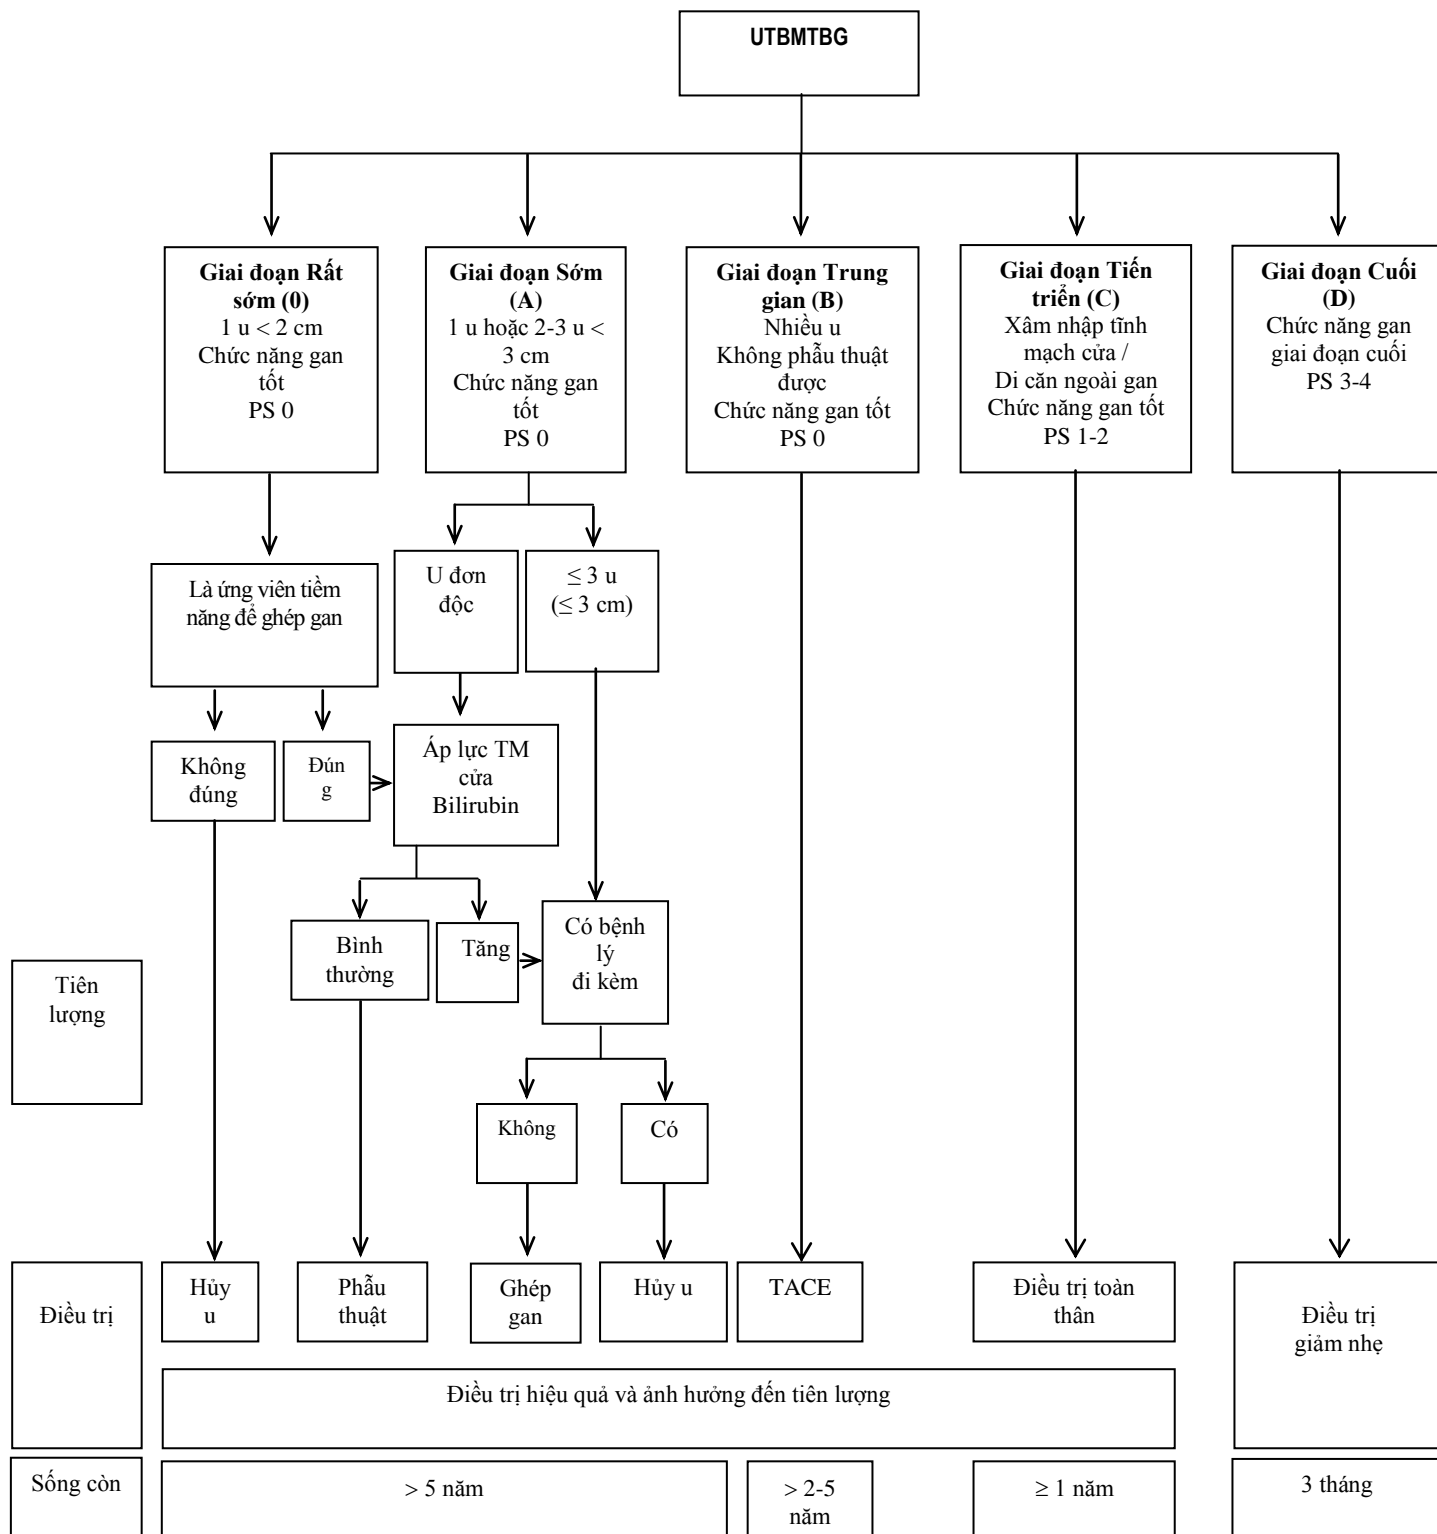 UTBMTBG
Giai đoạn Rất
sớm (0)
1 u < 2 cm
Chức năng gan
tốt
PS 0
Giai đoạn Sớm
(A)
1 u hoặc 2-3 u <
3 cm
Chức năng gan
tốt
PS 0
Giai đoạn Trung
gian (B)
Nhiều u
Không phẫu thuật
được
Chức năng gan tốt
PS 0
Giai đoạn Tiến
triển (C)
Xâm nhập tĩnh
mạch cửa /
Di căn ngoài gan
Chức năng gan tốt
PS 1-2
Giai đoạn Cuối
(D)
Chức năng gan
giai đoạn cuối
PS 3-4
Là ứng viên tiềm
năng để ghép gan
U đơn
độc
≤ 3 u
(≤ 3 cm)
Không
đúng
Đún
g
Áp lực TM
cửa
Bilirubin
Bình
thường
Tăng
Có bệnh
lý
đi kèm
Tiên
lượng
Không
Có
Điều trị
Hủy
u
Phẫu
thuật
Ghép
gan
Hủy u
TACE
Điều trị toàn
thân
Điều trị
giảm nhẹ
Điều trị hiệu quả và ảnh hưởng đến tiên lượng
Sống còn
> 5 năm
> 2-5
năm
≥ 1 năm
3 tháng